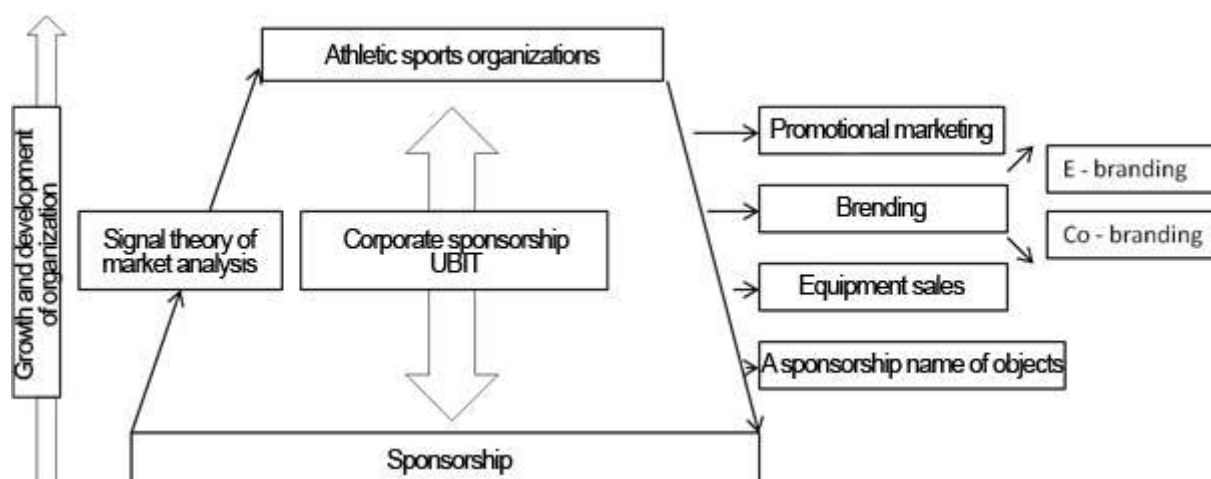 Athletic sports organizations
Growth and development
of organization
Signal theory of
market analysis
Corporate sponsorship
UBIT
Promotional marketing
Brending
Equipment sales
A sponsorship name of objects
E - branding
Co - branding
Sponsorship